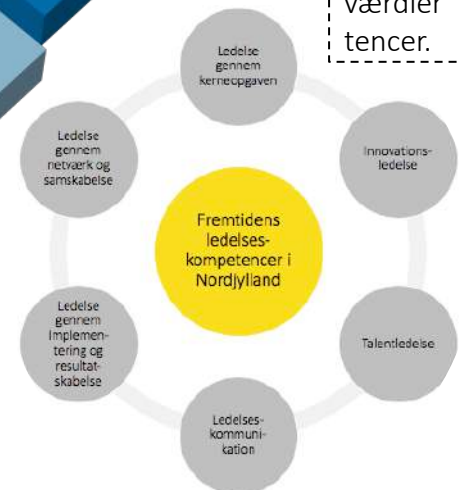 værdier
tencer.
Ledelse
gennem
kerneopgaven
Innovations-
ledelse
Talentledelse
Ledelses-
kommuni-
kation
Ledelse
gennem
implemen-
tering og
resultat-
skabelse
Ledelse
gennem
netværk og
samskabelse
Fremtidens
ledelses-
kompetencer i
Nordjylland